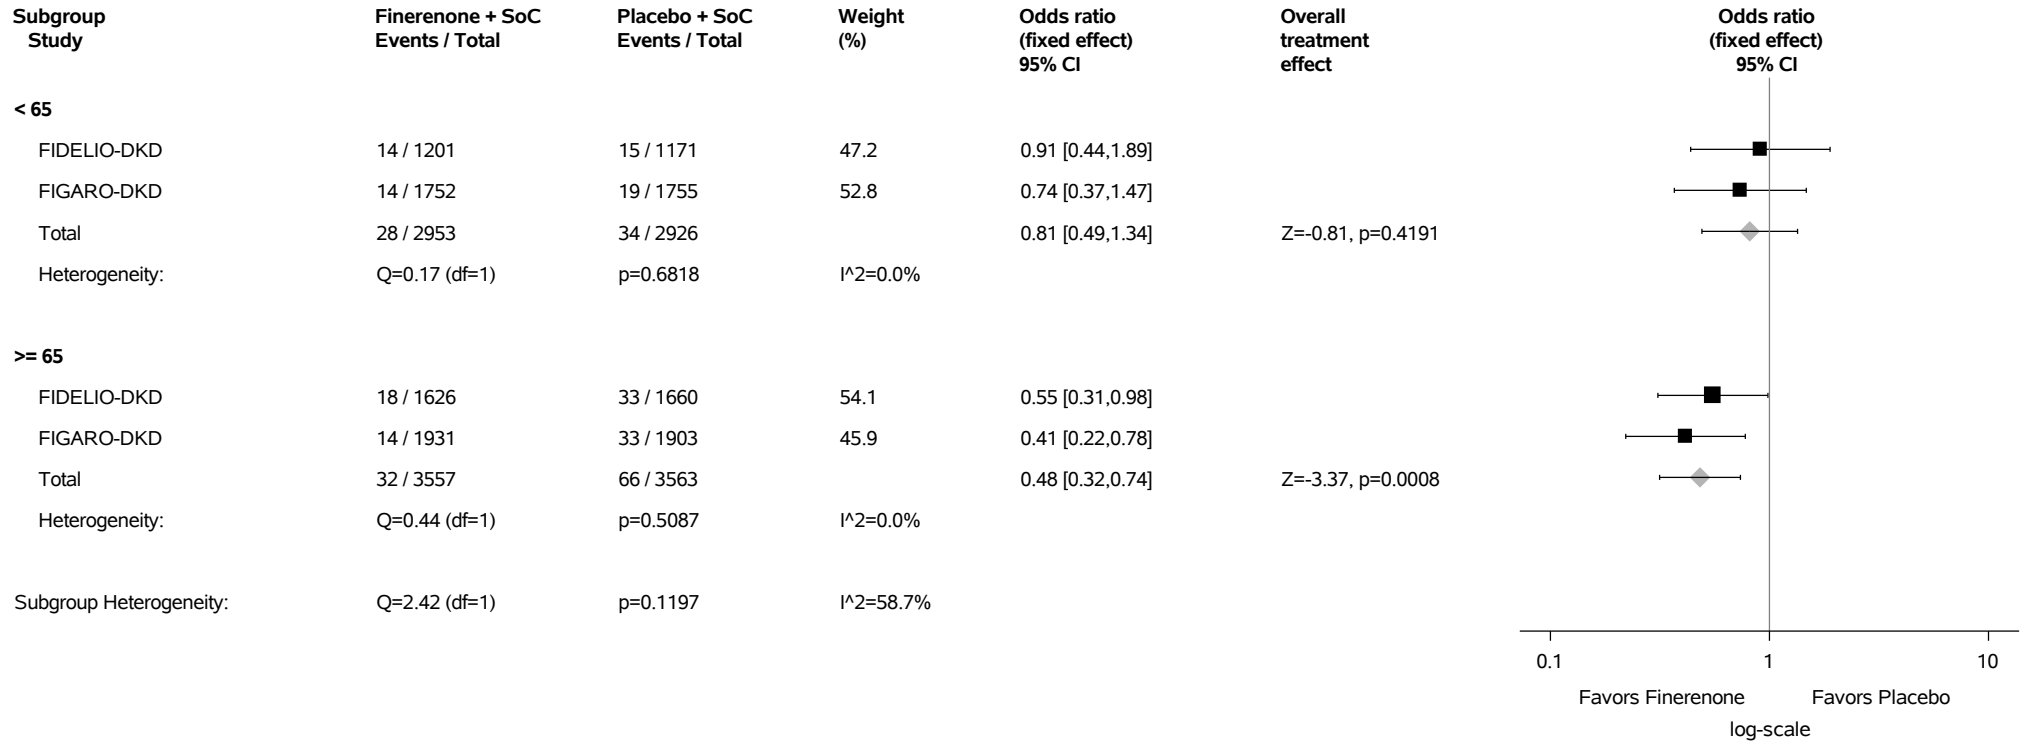 Subgroup Finerenone + SoC Placebo + SoC Weight Odds ratio Overall Odds ratio
Study Events / Total Events / Total (%) (fixed effect) treatment (fixed effect)
95% CI effect 95% CI
< 65
FIDELIO-DKD 14 / 1201 15 / 1171 47.2 0.91 [0.44,1.89]
FIGARO-DKD 14 / 1752 19 / 1755 52.8 0.74 [0.37,1.47]
Total 28 / 2953 34 / 2926 0.81 [0.49,1.34] Z=-0.81, p=0.4191
Heterogeneity: Q=0.17 (df=1) p=0.6818 I^2=0.0%
>= 65
FIDELIO-DKD 18 / 1626 33 / 1660 54.1 0.55 [0.31,0.98]
FIGARO-DKD 14 / 1931 33 / 1903 45.9 0.41 [0.22,0.78]
Total 32 / 3557 66 / 3563 0.48 [0.32,0.74] Z=-3.37, p=0.0008
Heterogeneity: Q=0.44 (df=1) p=0.5087 I^2=0.0%
Subgroup Heterogeneity: Q=2.42 (df=1) p=0.1197 I^2=58.7%
0.1 1 10
Favors Finerenone Favors Placebo
log-scale